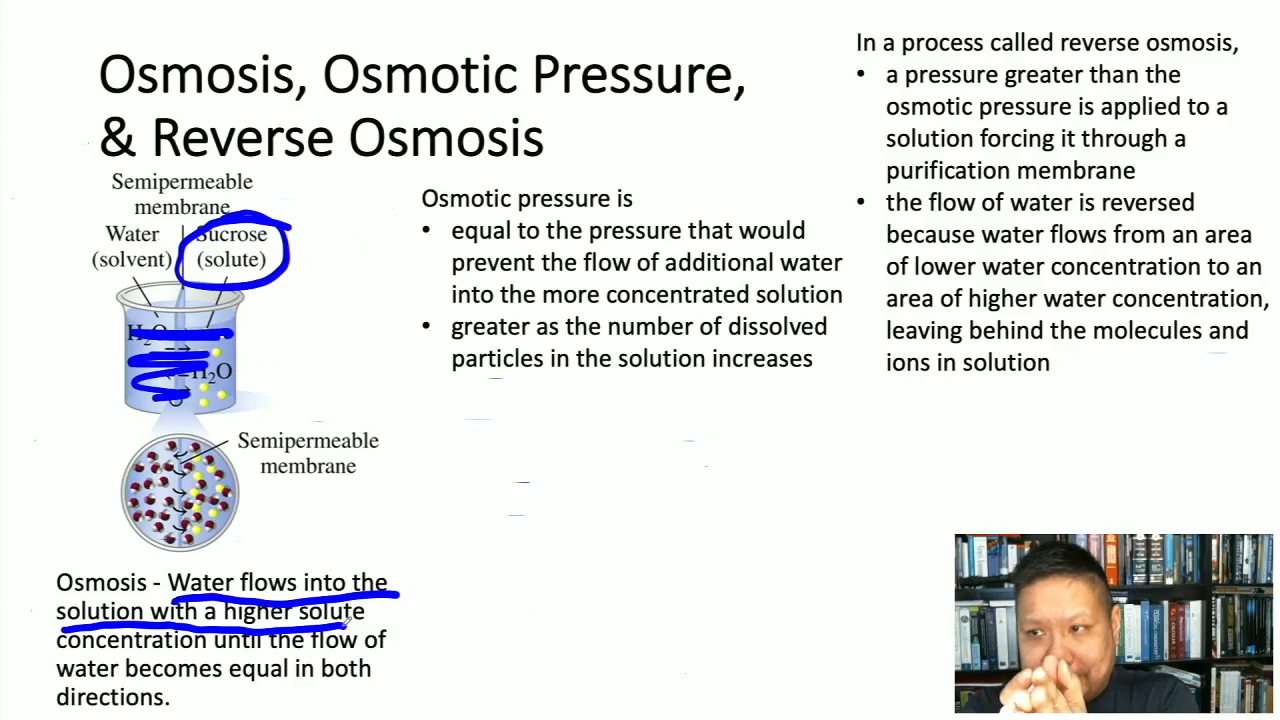 Osmosis, Osmotic Pressure,
& Reverse Osmosis
Semipermeable
membrane
Water
(solvent)
Sucrose
(solute)
H₂O
H₂O
Semipermeable
membrane
Osmosis - Water flows into the
solution with a higher solute
concentration until the flow of
water becomes equal in both
directions.
Osmotic pressure is
• equal to the pressure that would
prevent the flow of additional water
into the more concentrated solution
• greater as the number of dissolved
particles in the solution increases
In a process called reverse osmosis,
• a pressure greater than the
osmotic pressure is applied to a
solution forcing it through a
purification membrane
• the flow of water is reversed
because water flows from an area
of lower water concentration to an
area of higher water concentration,
leaving behind the molecules and
ions in solution